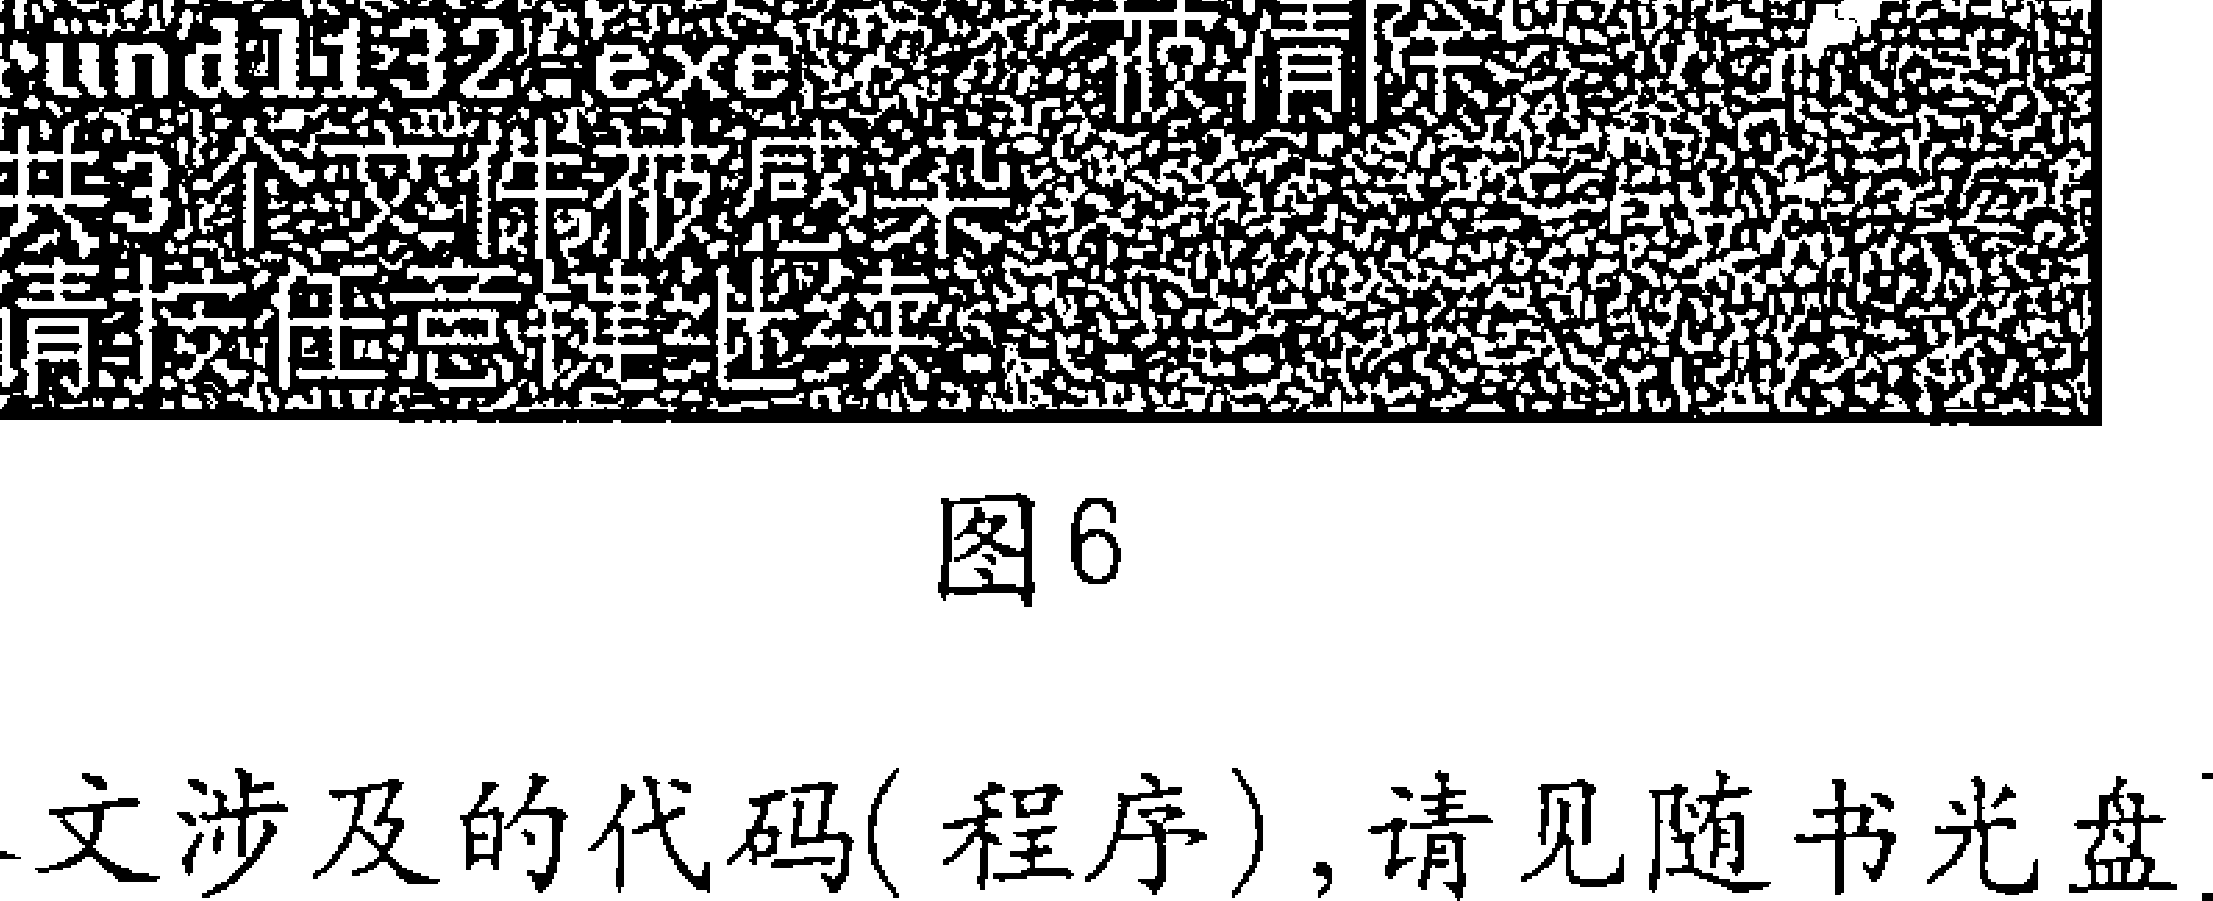 undll32.exe 被清除
共3个文件被感染
请按任意键继续
图6
文涉及的代码(程序),请见随书光盘]